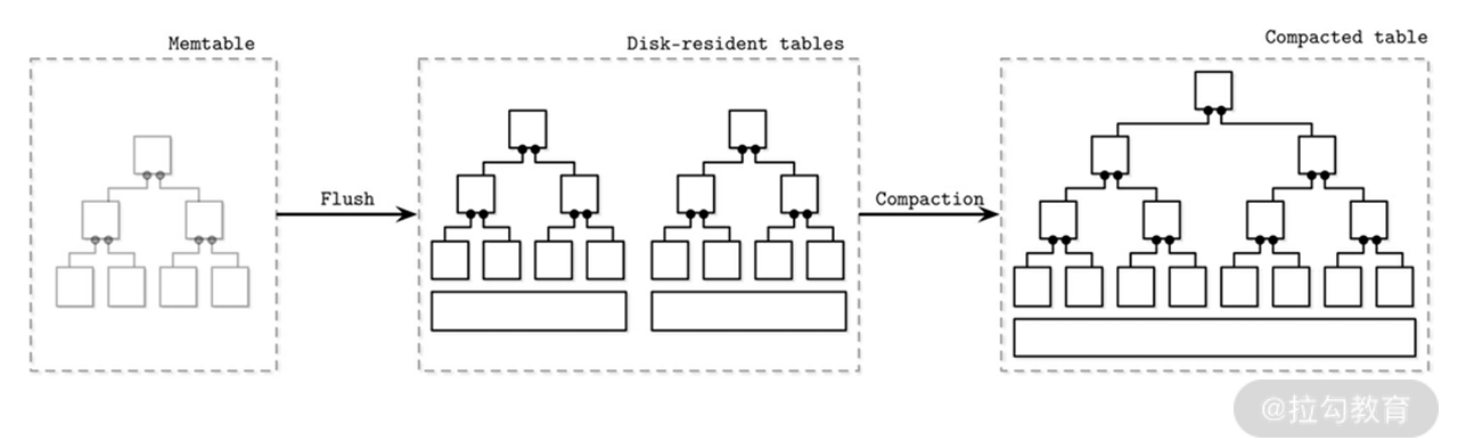 Memtable
Disk-resident tables
Compacted table
Flush
Compaction
@拉勾教育